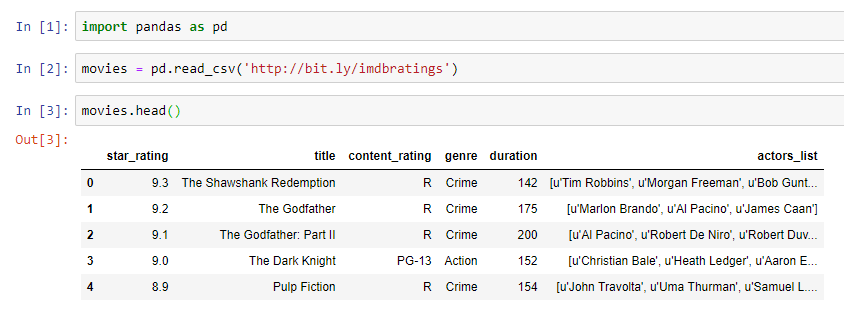 In [1]: import pandas as pd
In [2]: movies = pd.read_csv('http://bit.ly/imdbratings')
In [3]: movies.head()
Out[3]:
star_rating title content_rating genre duration actors_list
0 9.3 The Shawshank Redemption R Crime 142 [u'Tim Robbins', u'Morgan Freeman', u'Bob Gunt...
1 9.2 The Godfather R Crime 175 [u'Marlon Brando', u'Al Pacino', u'James Caan']
2 9.1 The Godfather: Part II R Crime 200 [u'Al Pacino', u'Robert De Niro', u'Robert Duv...
3 9.0 The Dark Knight PG-13 Action 152 [u'Christian Bale', u'Heath Ledger', u'Aaron E...
4 8.9 Pulp Fiction R Crime 154 [u'John Travolta', u'Uma Thurman', u'Samuel L....